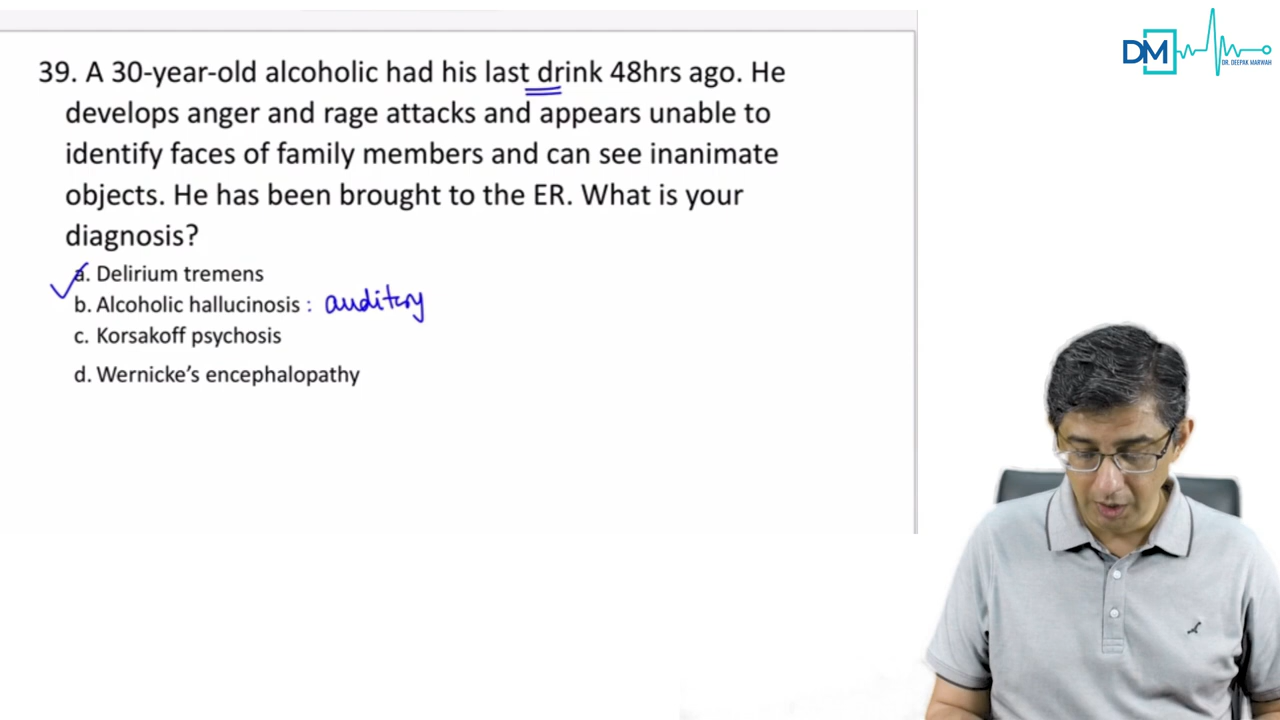 DM
DR. DEEPAK MARWAH
39. A 30-year-old alcoholic had his last drink 48hrs ago. He
develops anger and rage attacks and appears unable to
identify faces of family members and can see inanimate
objects. He has been brought to the ER. What is your
diagnosis?
a. Delirium tremens
b. Alcoholic hallucinosis : auditory
c. Korsakoff psychosis
d. Wernicke's encephalopathy